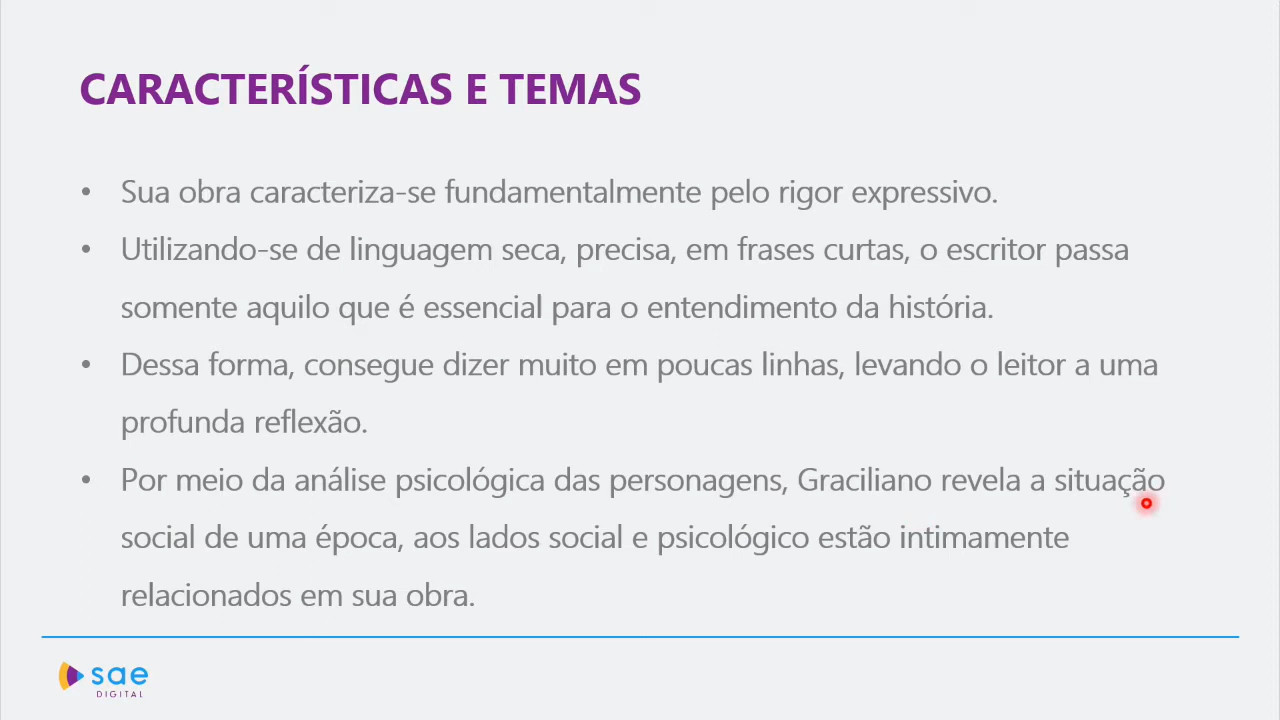 CARACTERÍSTICAS E TEMAS
• Sua obra caracteriza-se fundamentalmente pelo rigor expressivo.
• Utilizando-se de linguagem seca, precisa, em frases curtas, o escritor passa
somente aquilo que é essencial para o entendimento da história.
• Dessa forma, consegue dizer muito em poucas linhas, levando o leitor a uma
profunda reflexão.
• Por meio da análise psicológica das personagens, Graciliano revela a situação
social de uma época, aos lados social e psicológico estão intimamente
relacionados em sua obra.
sae
DIGITAL